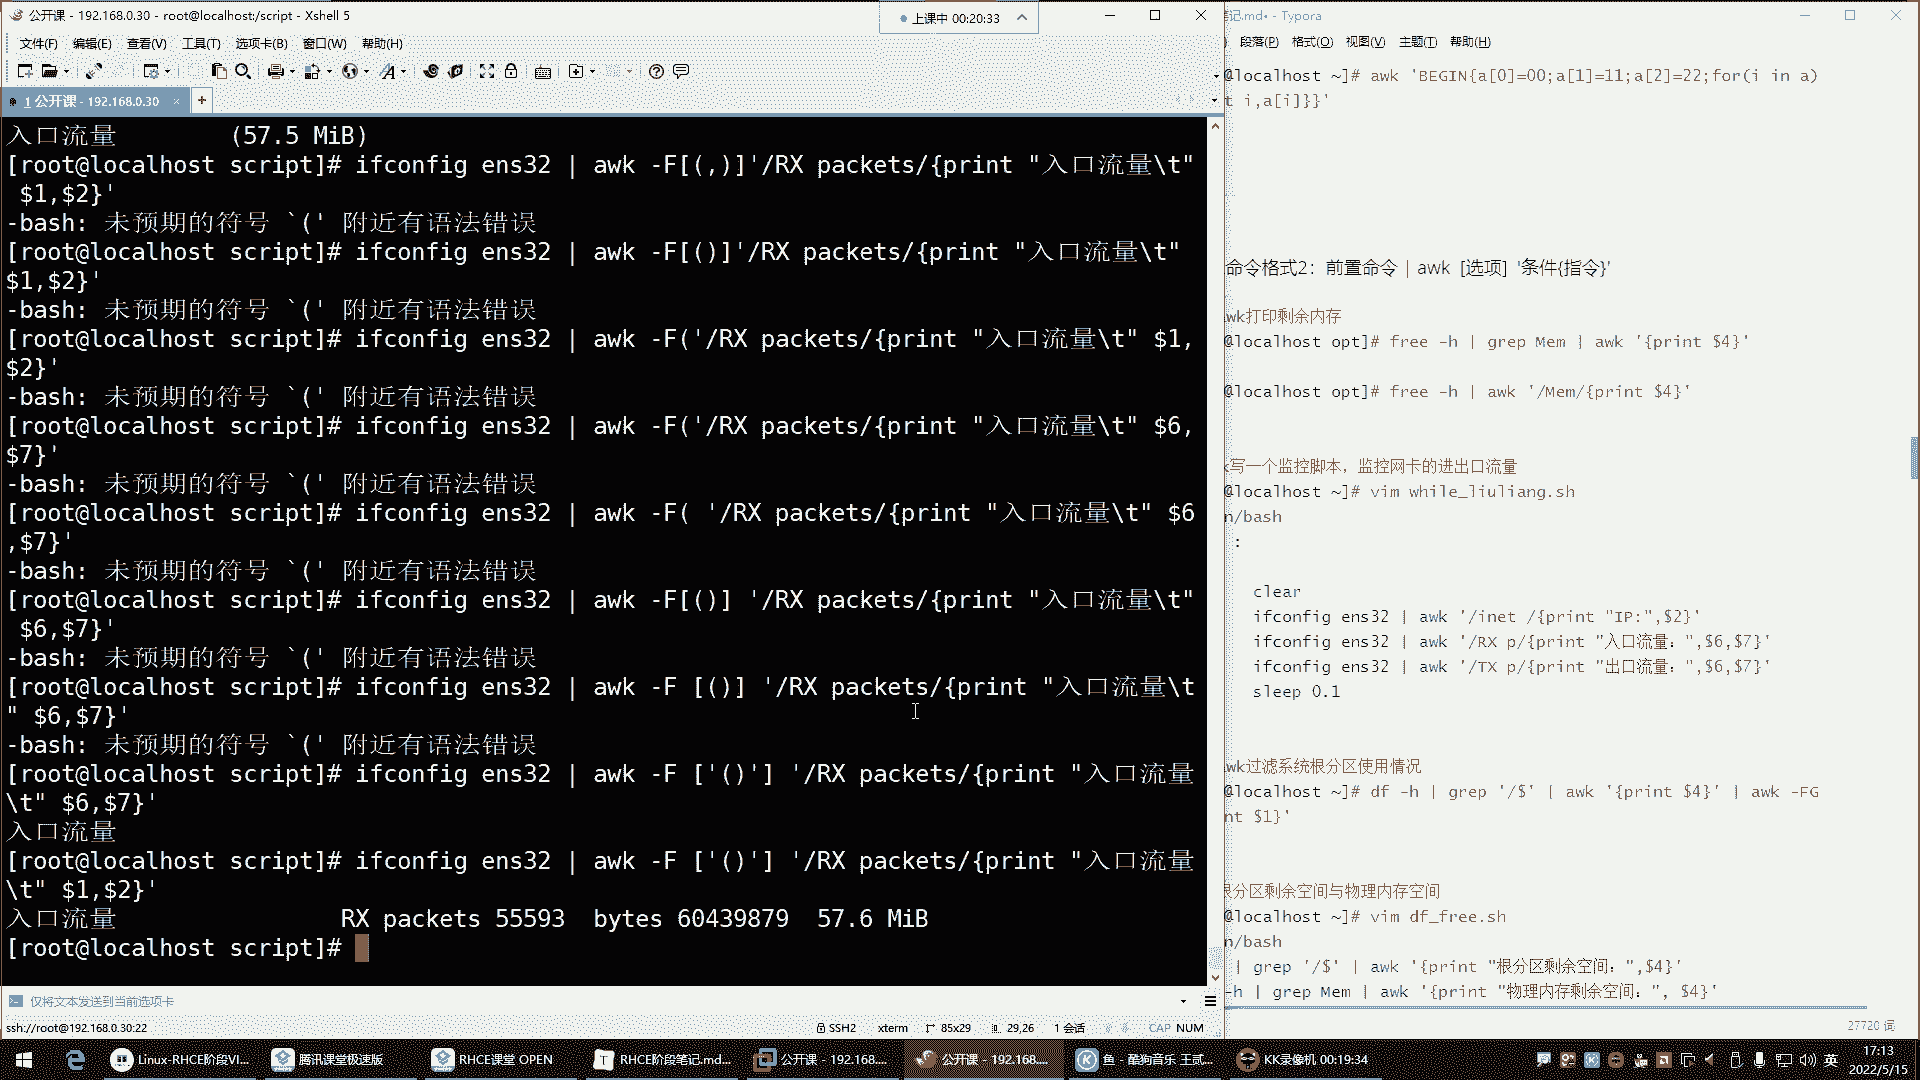 公开课 - 192.168.0.30 - root@localhost:/script - Xshell 5
上课中 00:20:33
文件(F) 编辑(E) 查看(V) 工具(T) 选项卡(B) 窗口(W) 帮助(H)
1 公开课 - 192.168.0.30
入口流量 (57.5 MiB)
[root@localhost script]# ifconfig ens32 | awk -F[(,)]'/RX packets/{print "入口流量\t"
 $1,$2}'
-bash: 未预期的符号 `(' 附近有语法错误
[root@localhost script]# ifconfig ens32 | awk -F[()]'/RX packets/{print "入口流量\t"
$1,$2}'
-bash: 未预期的符号 `(' 附近有语法错误
[root@localhost script]# ifconfig ens32 | awk -F('/RX packets/{print "入口流量\t" $1,
$2}'
-bash: 未预期的符号 `(' 附近有语法错误
[root@localhost script]# ifconfig ens32 | awk -F('/RX packets/{print "入口流量\t" $6,
$7}'
-bash: 未预期的符号 `(' 附近有语法错误
[root@localhost script]# ifconfig ens32 | awk -F( '/RX packets/{print "入口流量\t" $6
,$7}'
-bash: 未预期的符号 `(' 附近有语法错误
[root@localhost script]# ifconfig ens32 | awk -F[()] '/RX packets/{print "入口流量\t"
 $6,$7}'
-bash: 未预期的符号 `(' 附近有语法错误
[root@localhost script]# ifconfig ens32 | awk -F [()] '/RX packets/{print "入口流量\t
" $6,$7}'
-bash: 未预期的符号 `(' 附近有语法错误
[root@localhost script]# ifconfig ens32 | awk -F ['()'] '/RX packets/{print "入口流量
\t" $6,$7}'
入口流量
[root@localhost script]# ifconfig ens32 | awk -F ['()'] '/RX packets/{print "入口流量
\t" $1,$2}'
入口流量 RX packets 55593 bytes 60439879 57.6 MiB
[root@localhost script]#
仅将文本发送到当前选项卡
ssh://root@192.168.0.30:22 SSH2 xterm 85x29 29,26 1 会话 CAP NUM
笔记.md• - Typora
段落(P) 格式(O) 视图(V) 主题(T) 帮助(H)
@localhost ~]# awk 'BEGIN{a[0]=00;a[1]=11;a[2]=22;for(i in a)
t i,a[i]}}'
命令格式2：前置命令 | awk [选项] '条件{指令}'
wk打印剩余内存
@localhost opt]# free -h | grep Mem | awk '{print $4}'
@localhost opt]# free -h | awk '/Mem/{print $4}'
写一个监控脚本，监控网卡的进出口流量
@localhost ~]# vim while_liuliang.sh
n/bash
:
clear
ifconfig ens32 | awk '/inet /{print "IP:",$2}'
ifconfig ens32 | awk '/RX p/{print "入口流量：",$6,$7}'
ifconfig ens32 | awk '/TX p/{print "出口流量：",$6,$7}'
sleep 0.1
wk过滤系统根分区使用情况
@localhost ~]# df -h | grep '/$' | awk '{print $4}' | awk -FG
nt $1}'
根分区剩余空间与物理内存空间
@localhost ~]# vim df_free.sh
n/bash
| grep '/$' | awk '{print "根分区剩余空间：",$4}'
-h | grep Mem | awk '{print "物理内存剩余空间：", $4}'
27720 词
Linux-RHCE阶段VI... 腾讯课堂极速版 RHCE课堂 OPEN RHCE阶段笔记.md... 公开课 - 192.168.... 公开课 - 192.168.... 鱼 - 酷狗音乐 王贰... KK录像机 00:19:34 英 17:13
2022/5/15